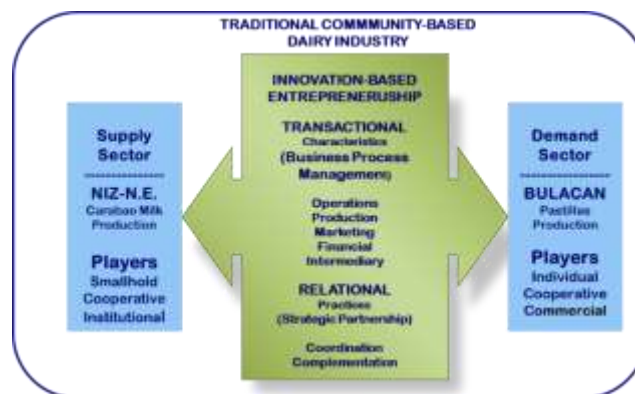 TRADITIONAL COMMMUNITY-BASED
DAIRY INDUSTRY
INNOVATION-BASED
ENTREPRENERUSHIP
TRANSACTIONAL
Characteristics
(Business Process
Management)
Operations
Production
Marketing
Financial
Intermediary
RELATIONAL
Practices
(Strategic Partnership)
Coordination
Complementation
Supply
Sector
--------------------
NIZ-N.E.
Carabao Milk
Production
Players
Smallhold
Cooperative
Institutional
Demand
Sector
--------------------
BULACAN
Pastillas
Production
Players
Individual
Cooperative
Commercial